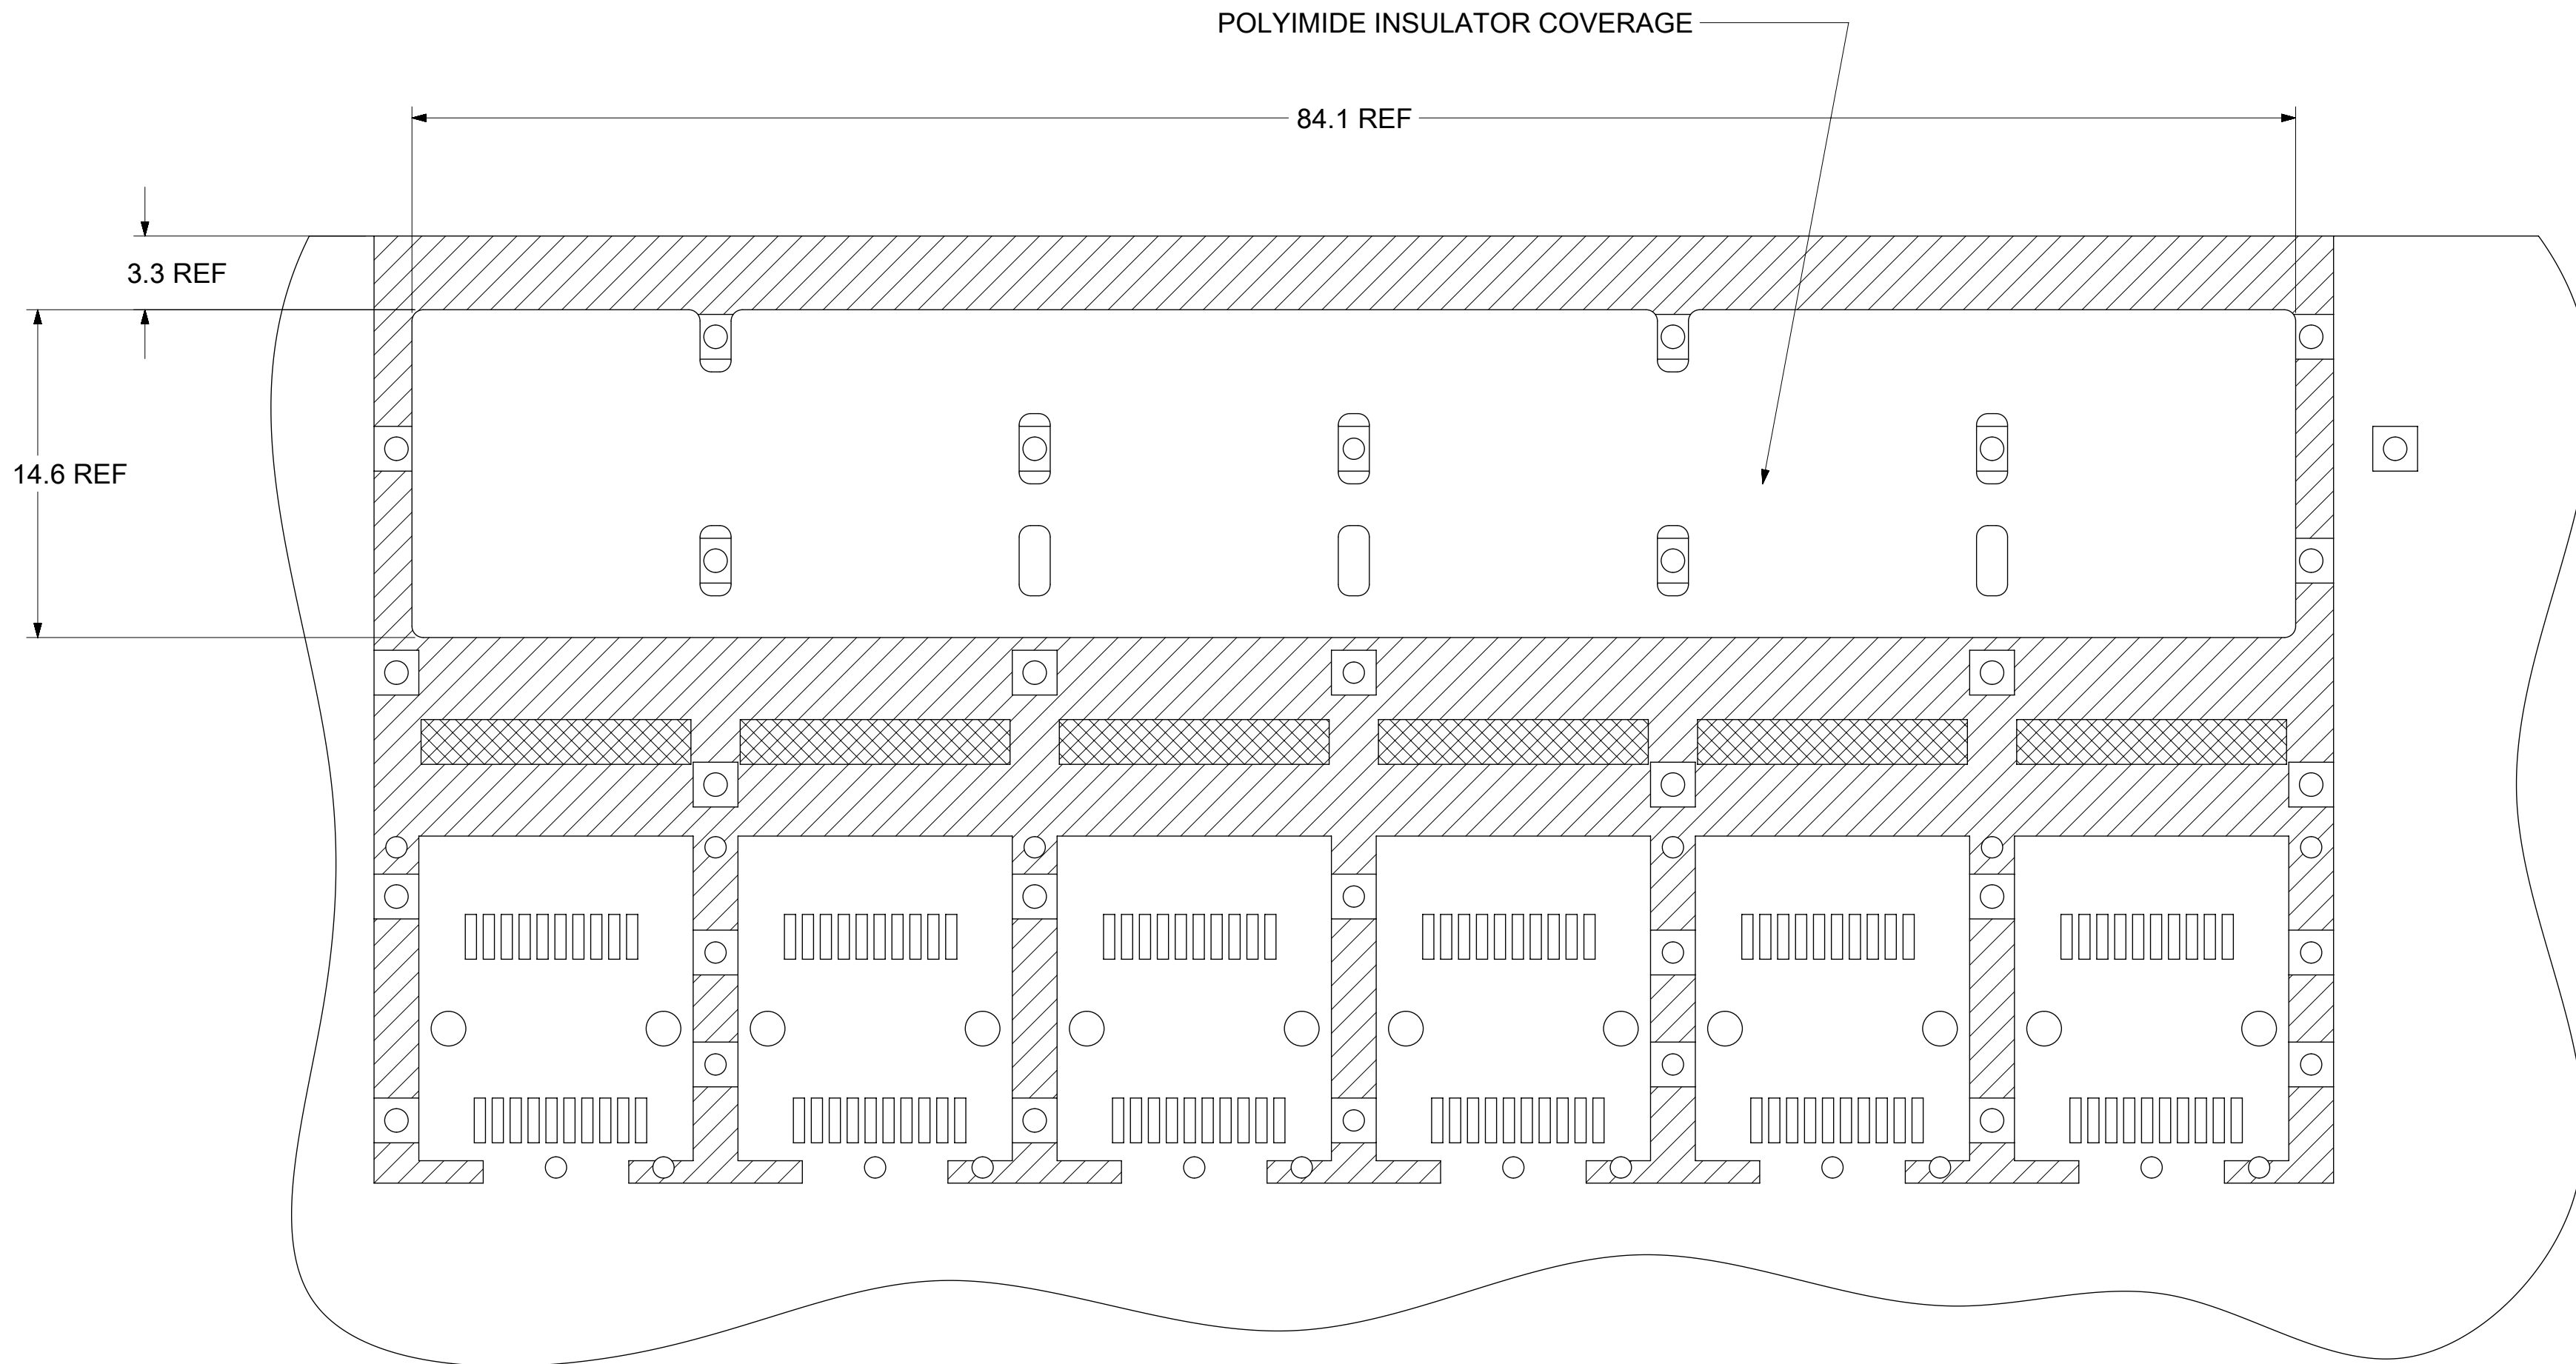 POLYIMIDE INSULATOR COVERAGE
84.1 REF
3.3 REF
14.6 REF